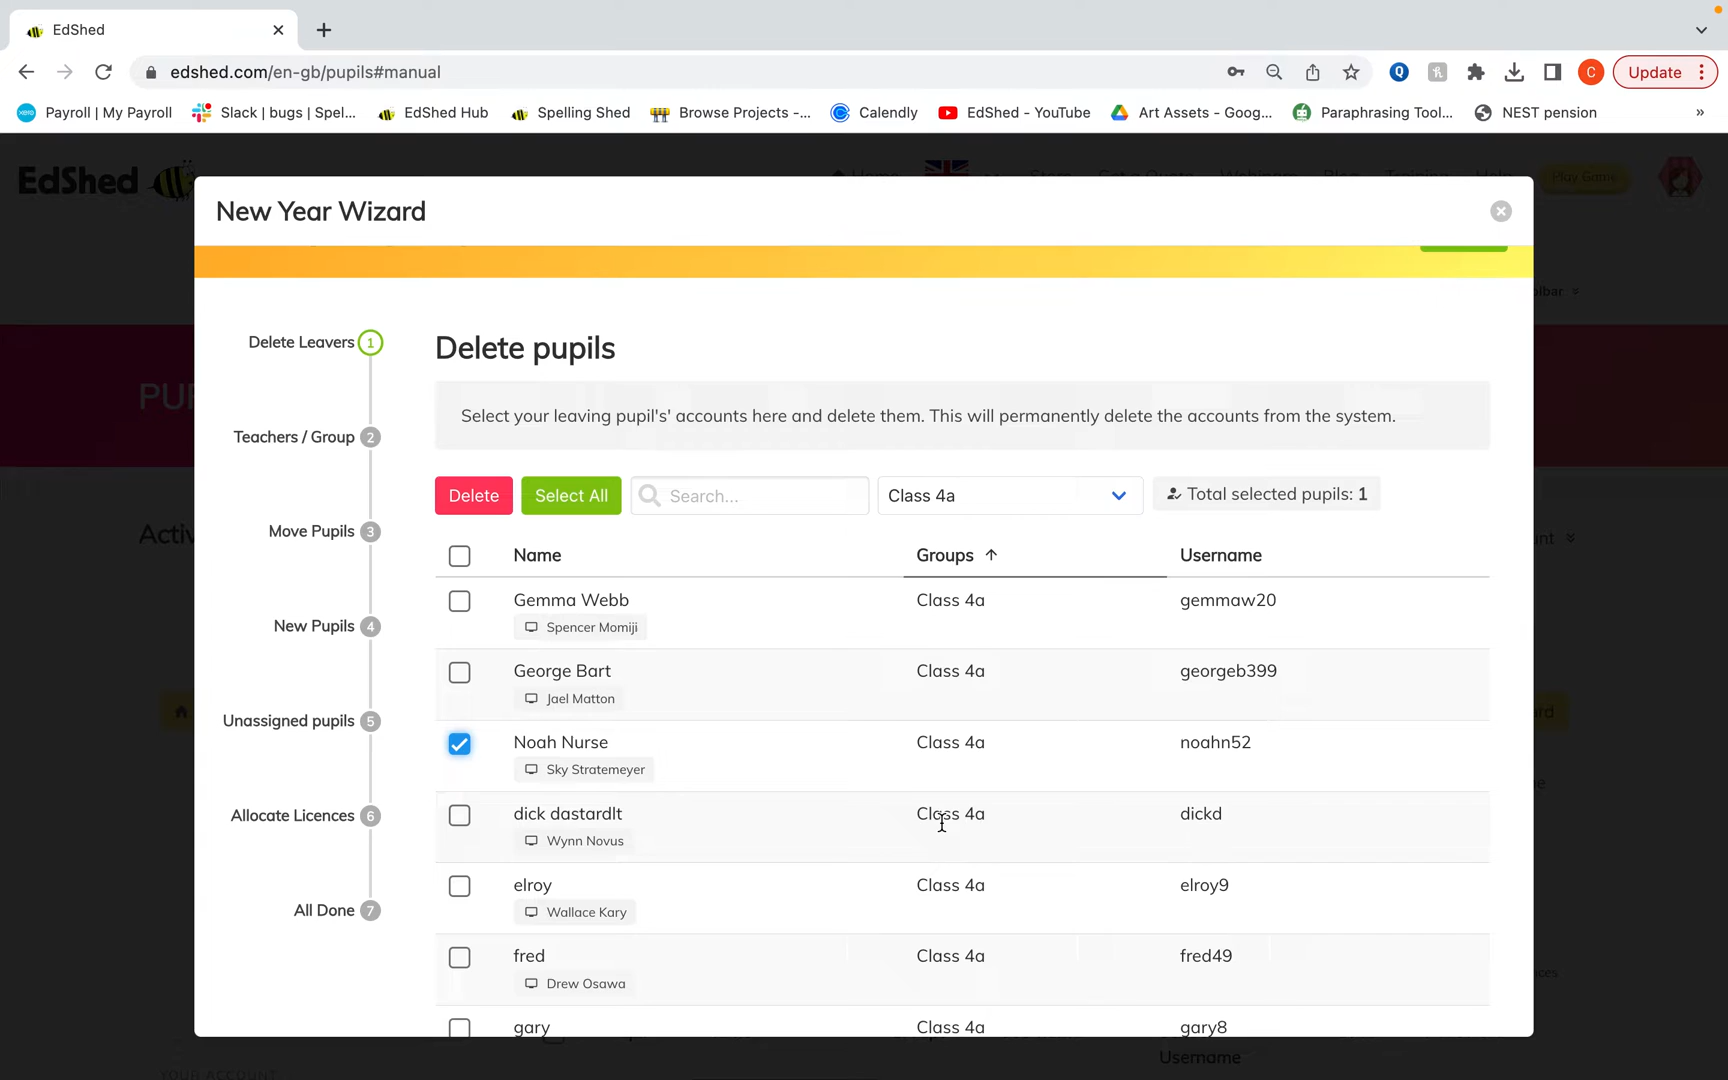 EdShed
edshed.com/en-gb/pupils#manual
Update
Payroll | My Payroll
Slack | bugs | Spel...
EdShed Hub
Spelling Shed
Browse Projects -...
Calendly
EdShed - YouTube
Art Assets - Goog...
Paraphrasing Tool...
NEST pension
»
EdShed
Home
Store
Get a Quote
Webinars
Blog
Training
Help
Play Game
New Year Wizard
Delete Leavers 1
Teachers / Group 2
Move Pupils 3
New Pupils 4
Unassigned pupils 5
Allocate Licences 6
All Done 7
Delete pupils
Select your leaving pupil's' accounts here and delete them. This will permanently delete the accounts from the system.
Delete
Select All
Search...
Class 4a
Total selected pupils: 1
Name
Groups
Username
Gemma Webb
Spencer Momiji
Class 4a
gemmaw20
George Bart
Jael Matton
Class 4a
georgeb399
Noah Nurse
Sky Stratemeyer
Class 4a
noahn52
dick dastardlt
Wynn Novus
Class 4a
dickd
elroy
Wallace Kary
Class 4a
elroy9
fred
Drew Osawa
Class 4a
fred49
gary
Class 4a
gary8
Username
YOUR ACCOUNT